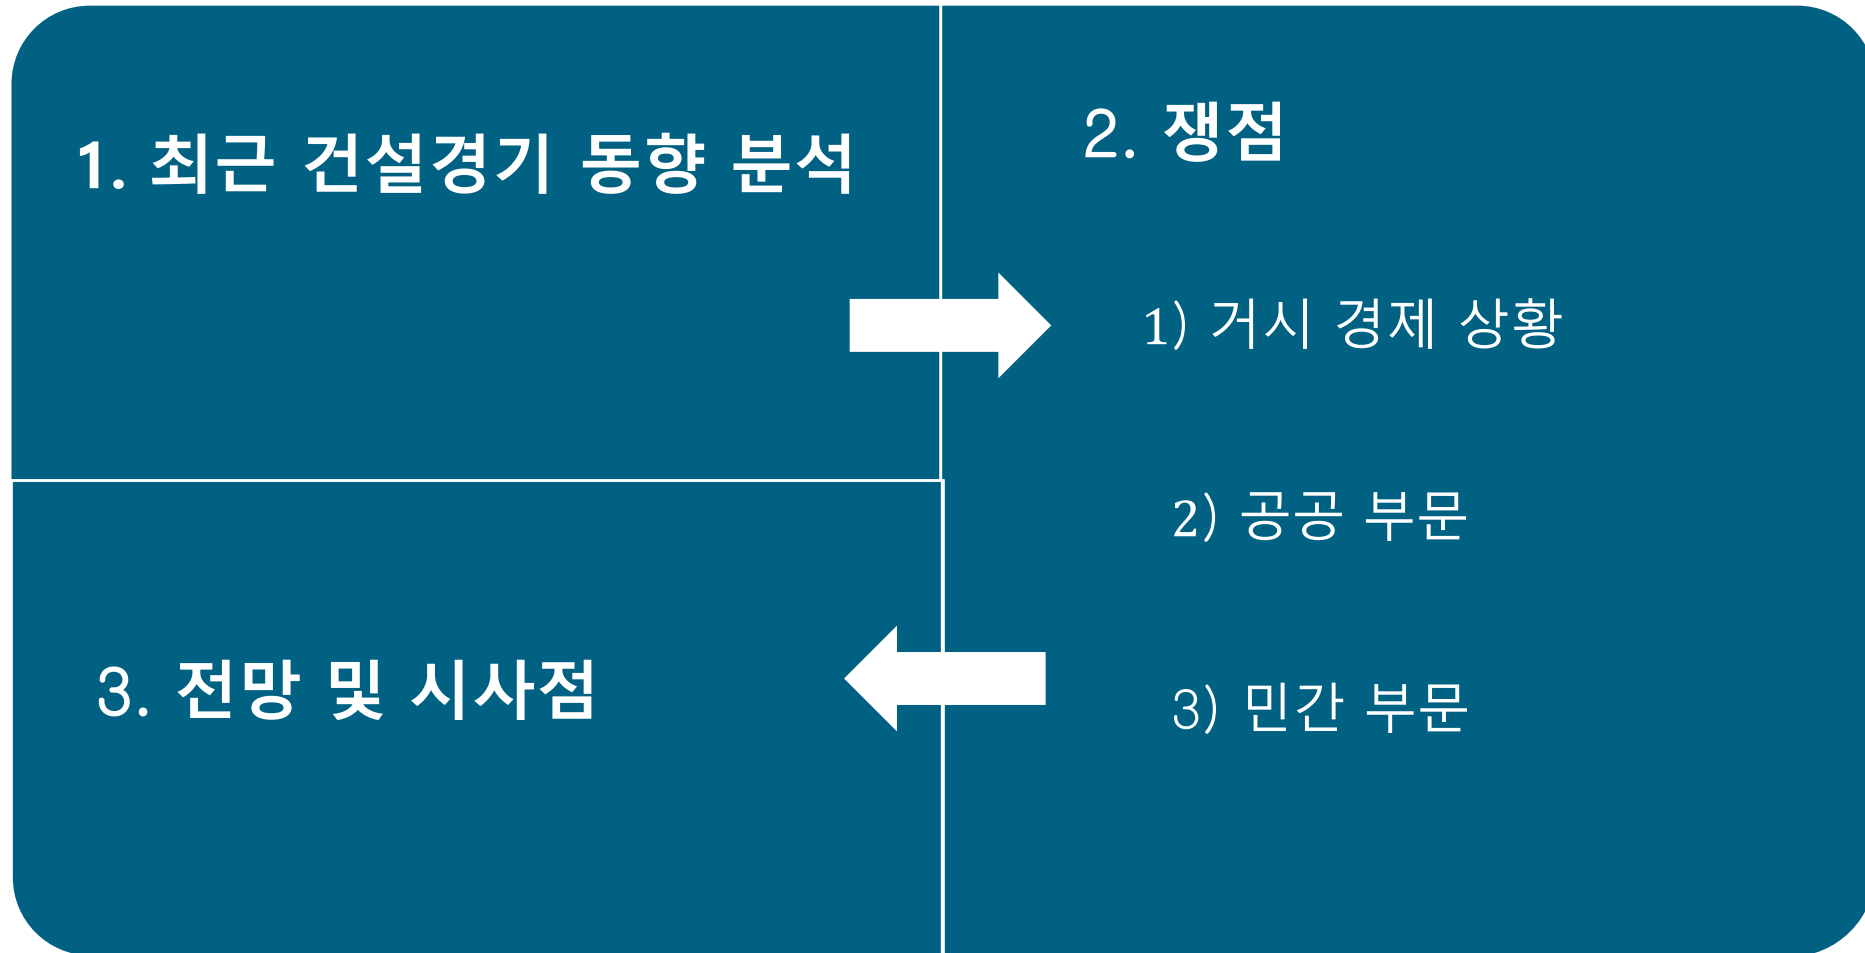 1. 최근 건설경기 동향 분석
2. 쟁점
1) 거시 경제 상황
2) 공공 부문
3) 민간 부문
3. 전망 및 시사점